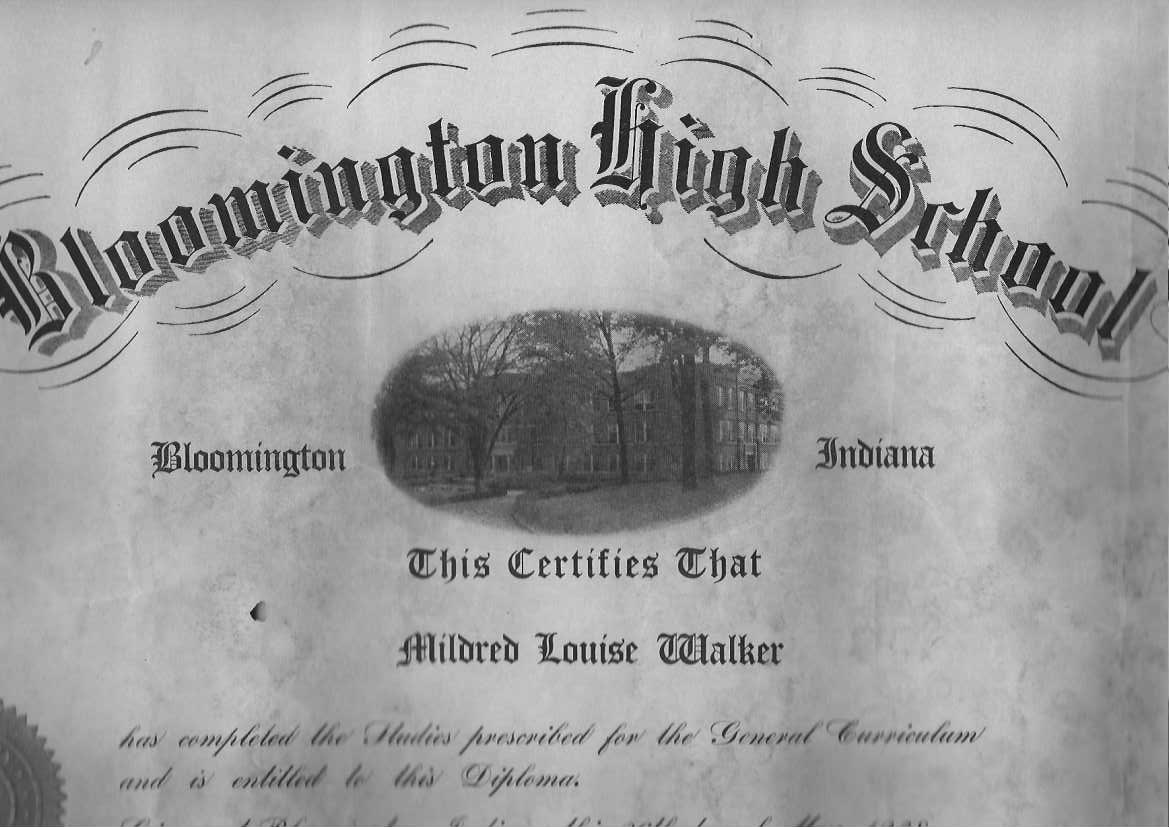 Bloomington High School
Bloomington
Indiana
This Certifies That
Mildred Louise Walker
has completed the Studies prescribed for the General Curriculum
and is entitled to this Diploma.